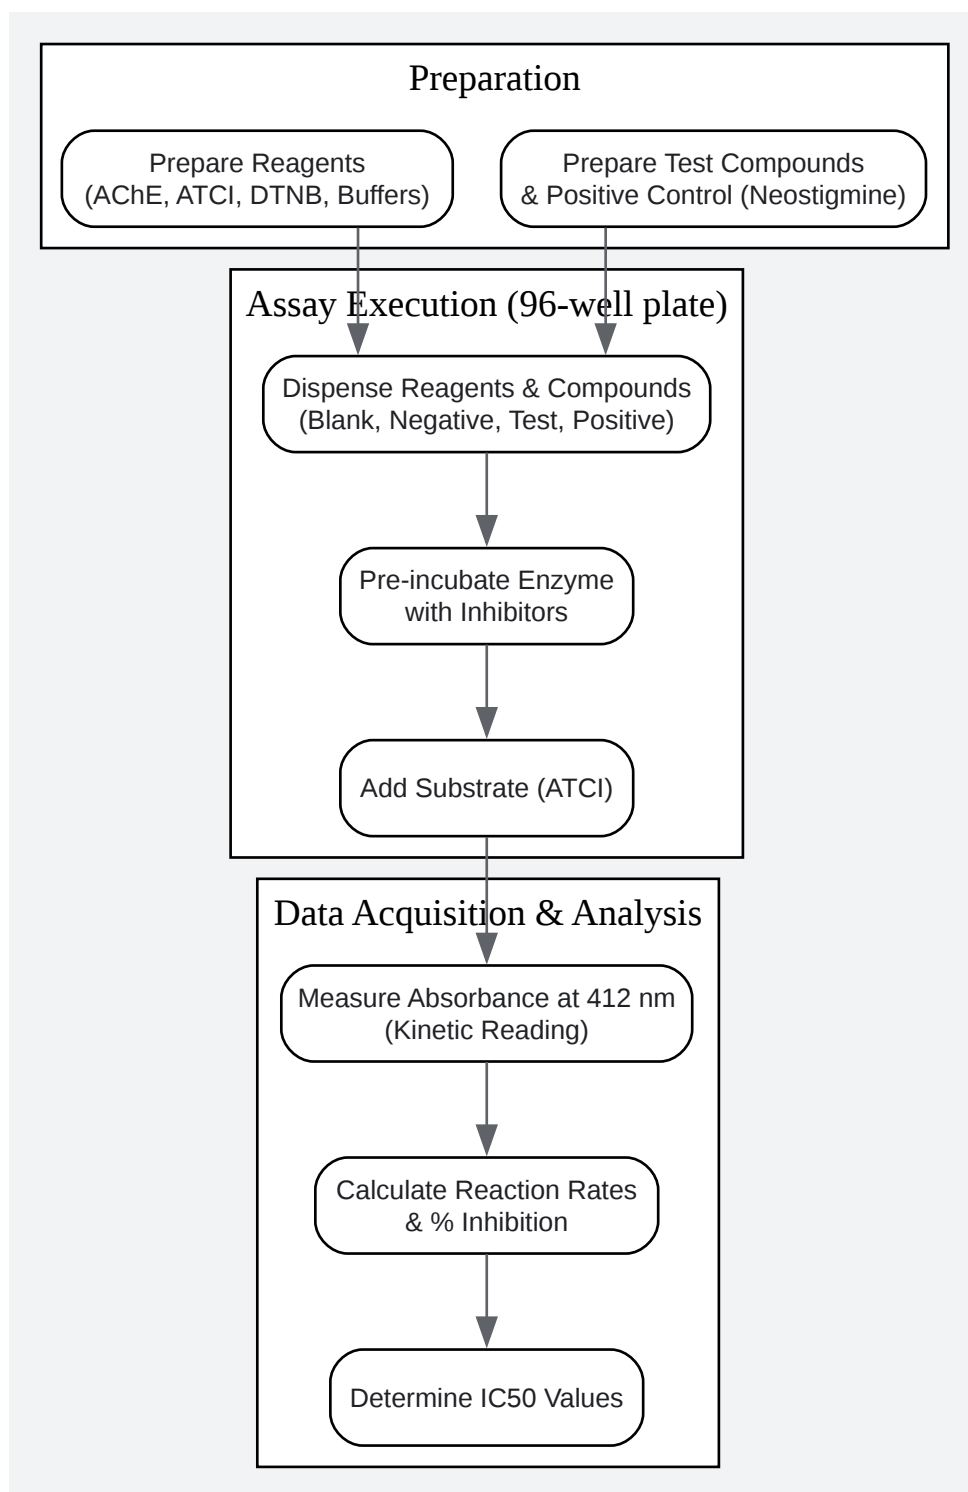 Preparation
Prepare Reagents
(AChE, ATCI, DTNB, Buffers)
Prepare Test Compounds
& Positive Control (Neostigmine)
Assay Execution (96-well plate)
Dispense Reagents & Compounds
(Blank, Negative, Test, Positive)
Pre-incubate Enzyme
with Inhibitors
Add Substrate (ATCI)
Data Acquisition & Analysis
Measure Absorbance at 412 nm
(Kinetic Reading)
Calculate Reaction Rates
& % Inhibition
Determine IC50 Values